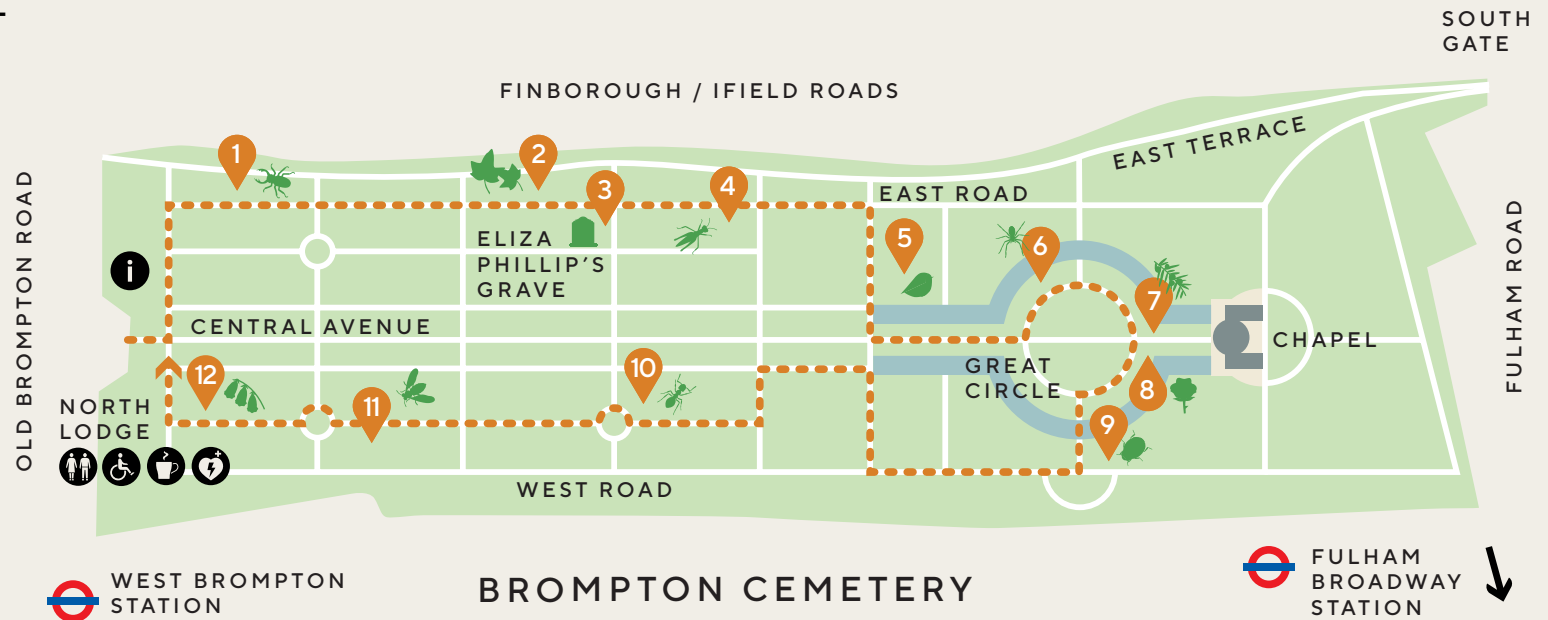 SOUTH
GATE
FINBOROUGH / IFIELD ROADS
EAST TERRACE
OLD BROMPTON ROAD
FULHAM ROAD
1
2
3
4
EAST ROAD
5
6
7
i
ELIZA
PHILLIP'S
GRAVE
CENTRAL AVENUE
CHAPEL
GREAT
CIRCLE
8
9
10
11
12
NORTH
LODGE
WEST ROAD
WEST BROMPTON
STATION
BROMPTON CEMETERY
FULHAM
BROADWAY
STATION